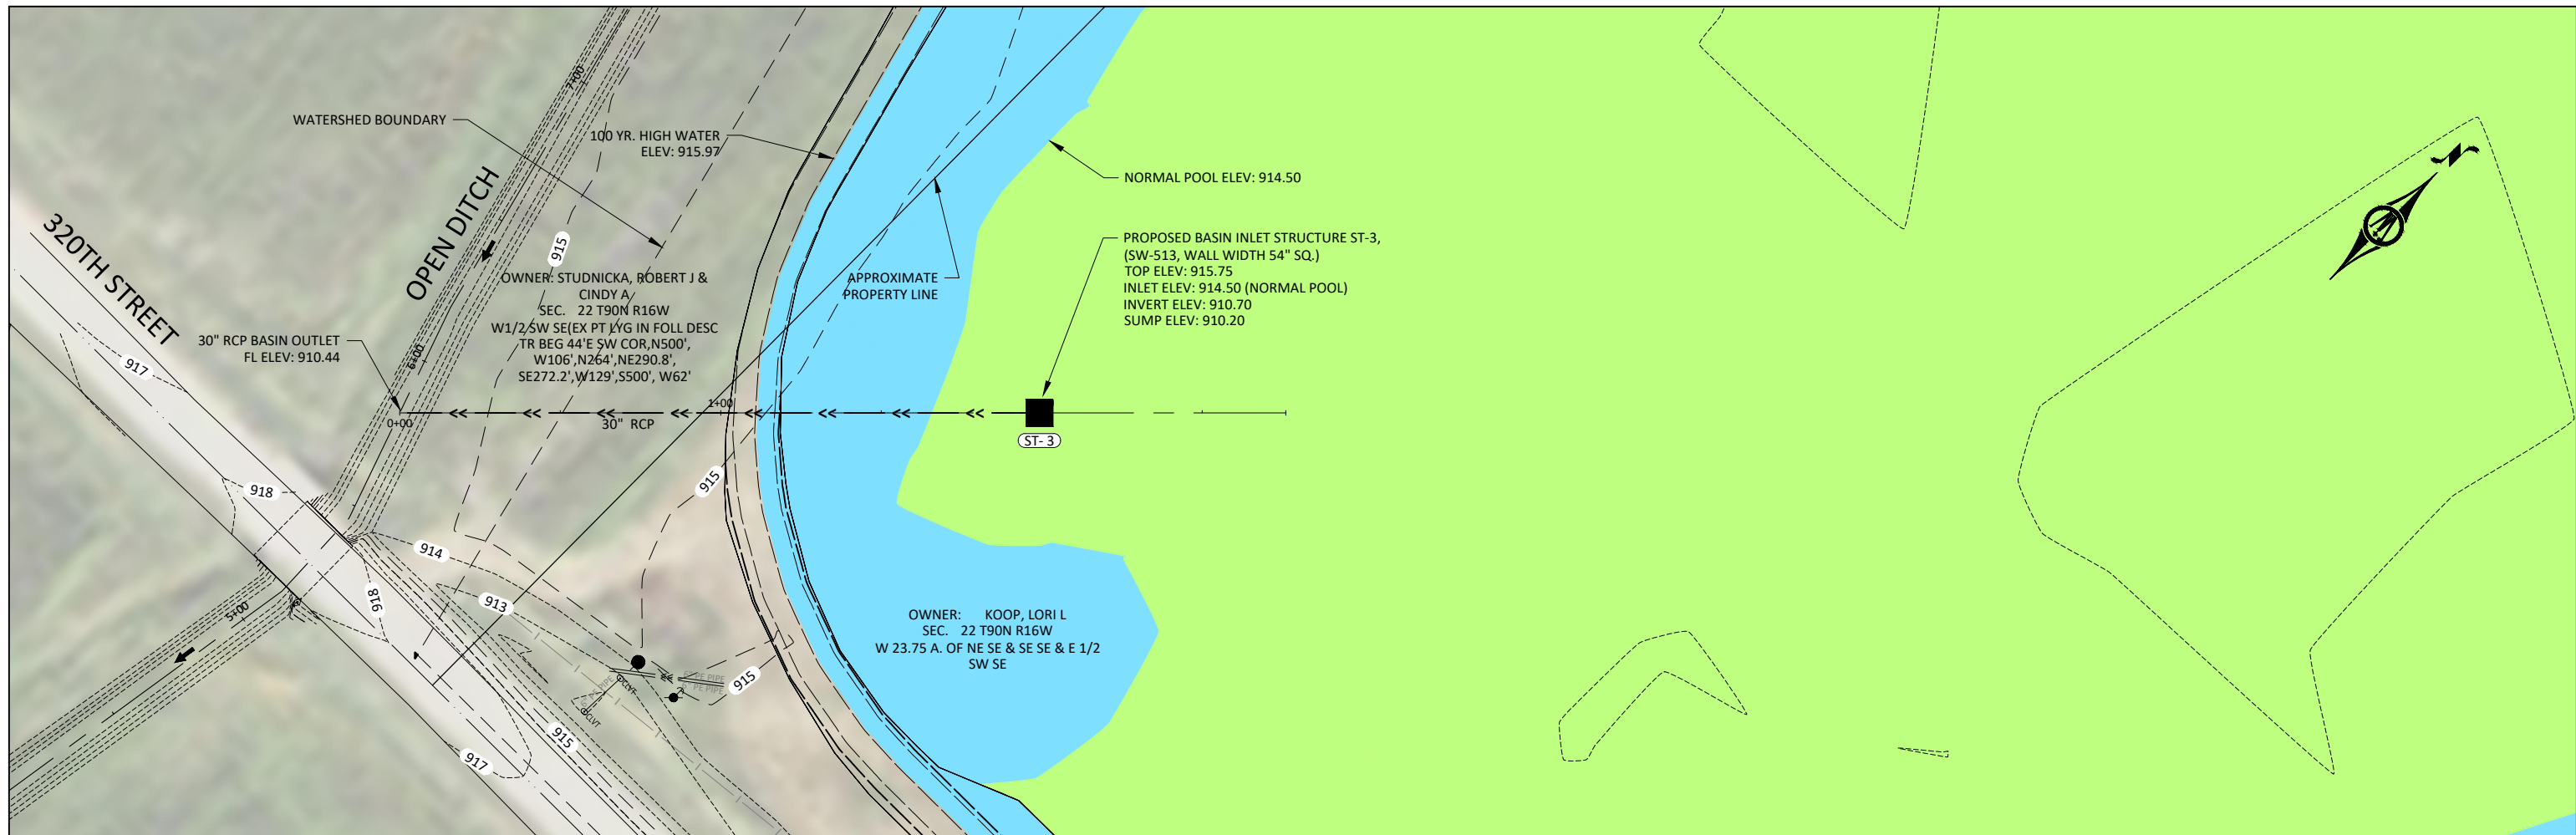 WATERSHED BOUNDARY
100 YR. HIGH WATER
ELEV: 915.97
7+00
OPEN DITCH
320TH STREET
915
OWNER: STUDNICKA, ROBERT J &
CINDY A
SEC. 22 T90N R16W
W1/2 SW SE(EX PT LYG IN FOLL DESC
TR BEG 44'E SW COR,N500',
W106',N264',NE290.8',
SE272.2',W129',S500', W62'
30" RCP BASIN OUTLET
FL ELEV: 910.44
917
6+00
APPROXIMATE
PROPERTY LINE
NORMAL POOL ELEV: 914.50
PROPOSED BASIN INLET STRUCTURE ST-3,
(SW-513, WALL WIDTH 54" SQ.)
TOP ELEV: 915.75
INLET ELEV: 914.50 (NORMAL POOL)
INVERT ELEV: 910.70
SUMP ELEV: 910.20
N
0+00
30" RCP
1+00
ST- 3
918
915
914
913
918
5+00
OWNER: KOOP, LORI L
SEC. 22 T90N R16W
W 23.75 A. OF NE SE & SE SE & E 1/2
SW SE
PE PIPE
PE PIPE
CLVT
CLVT
915
915
917